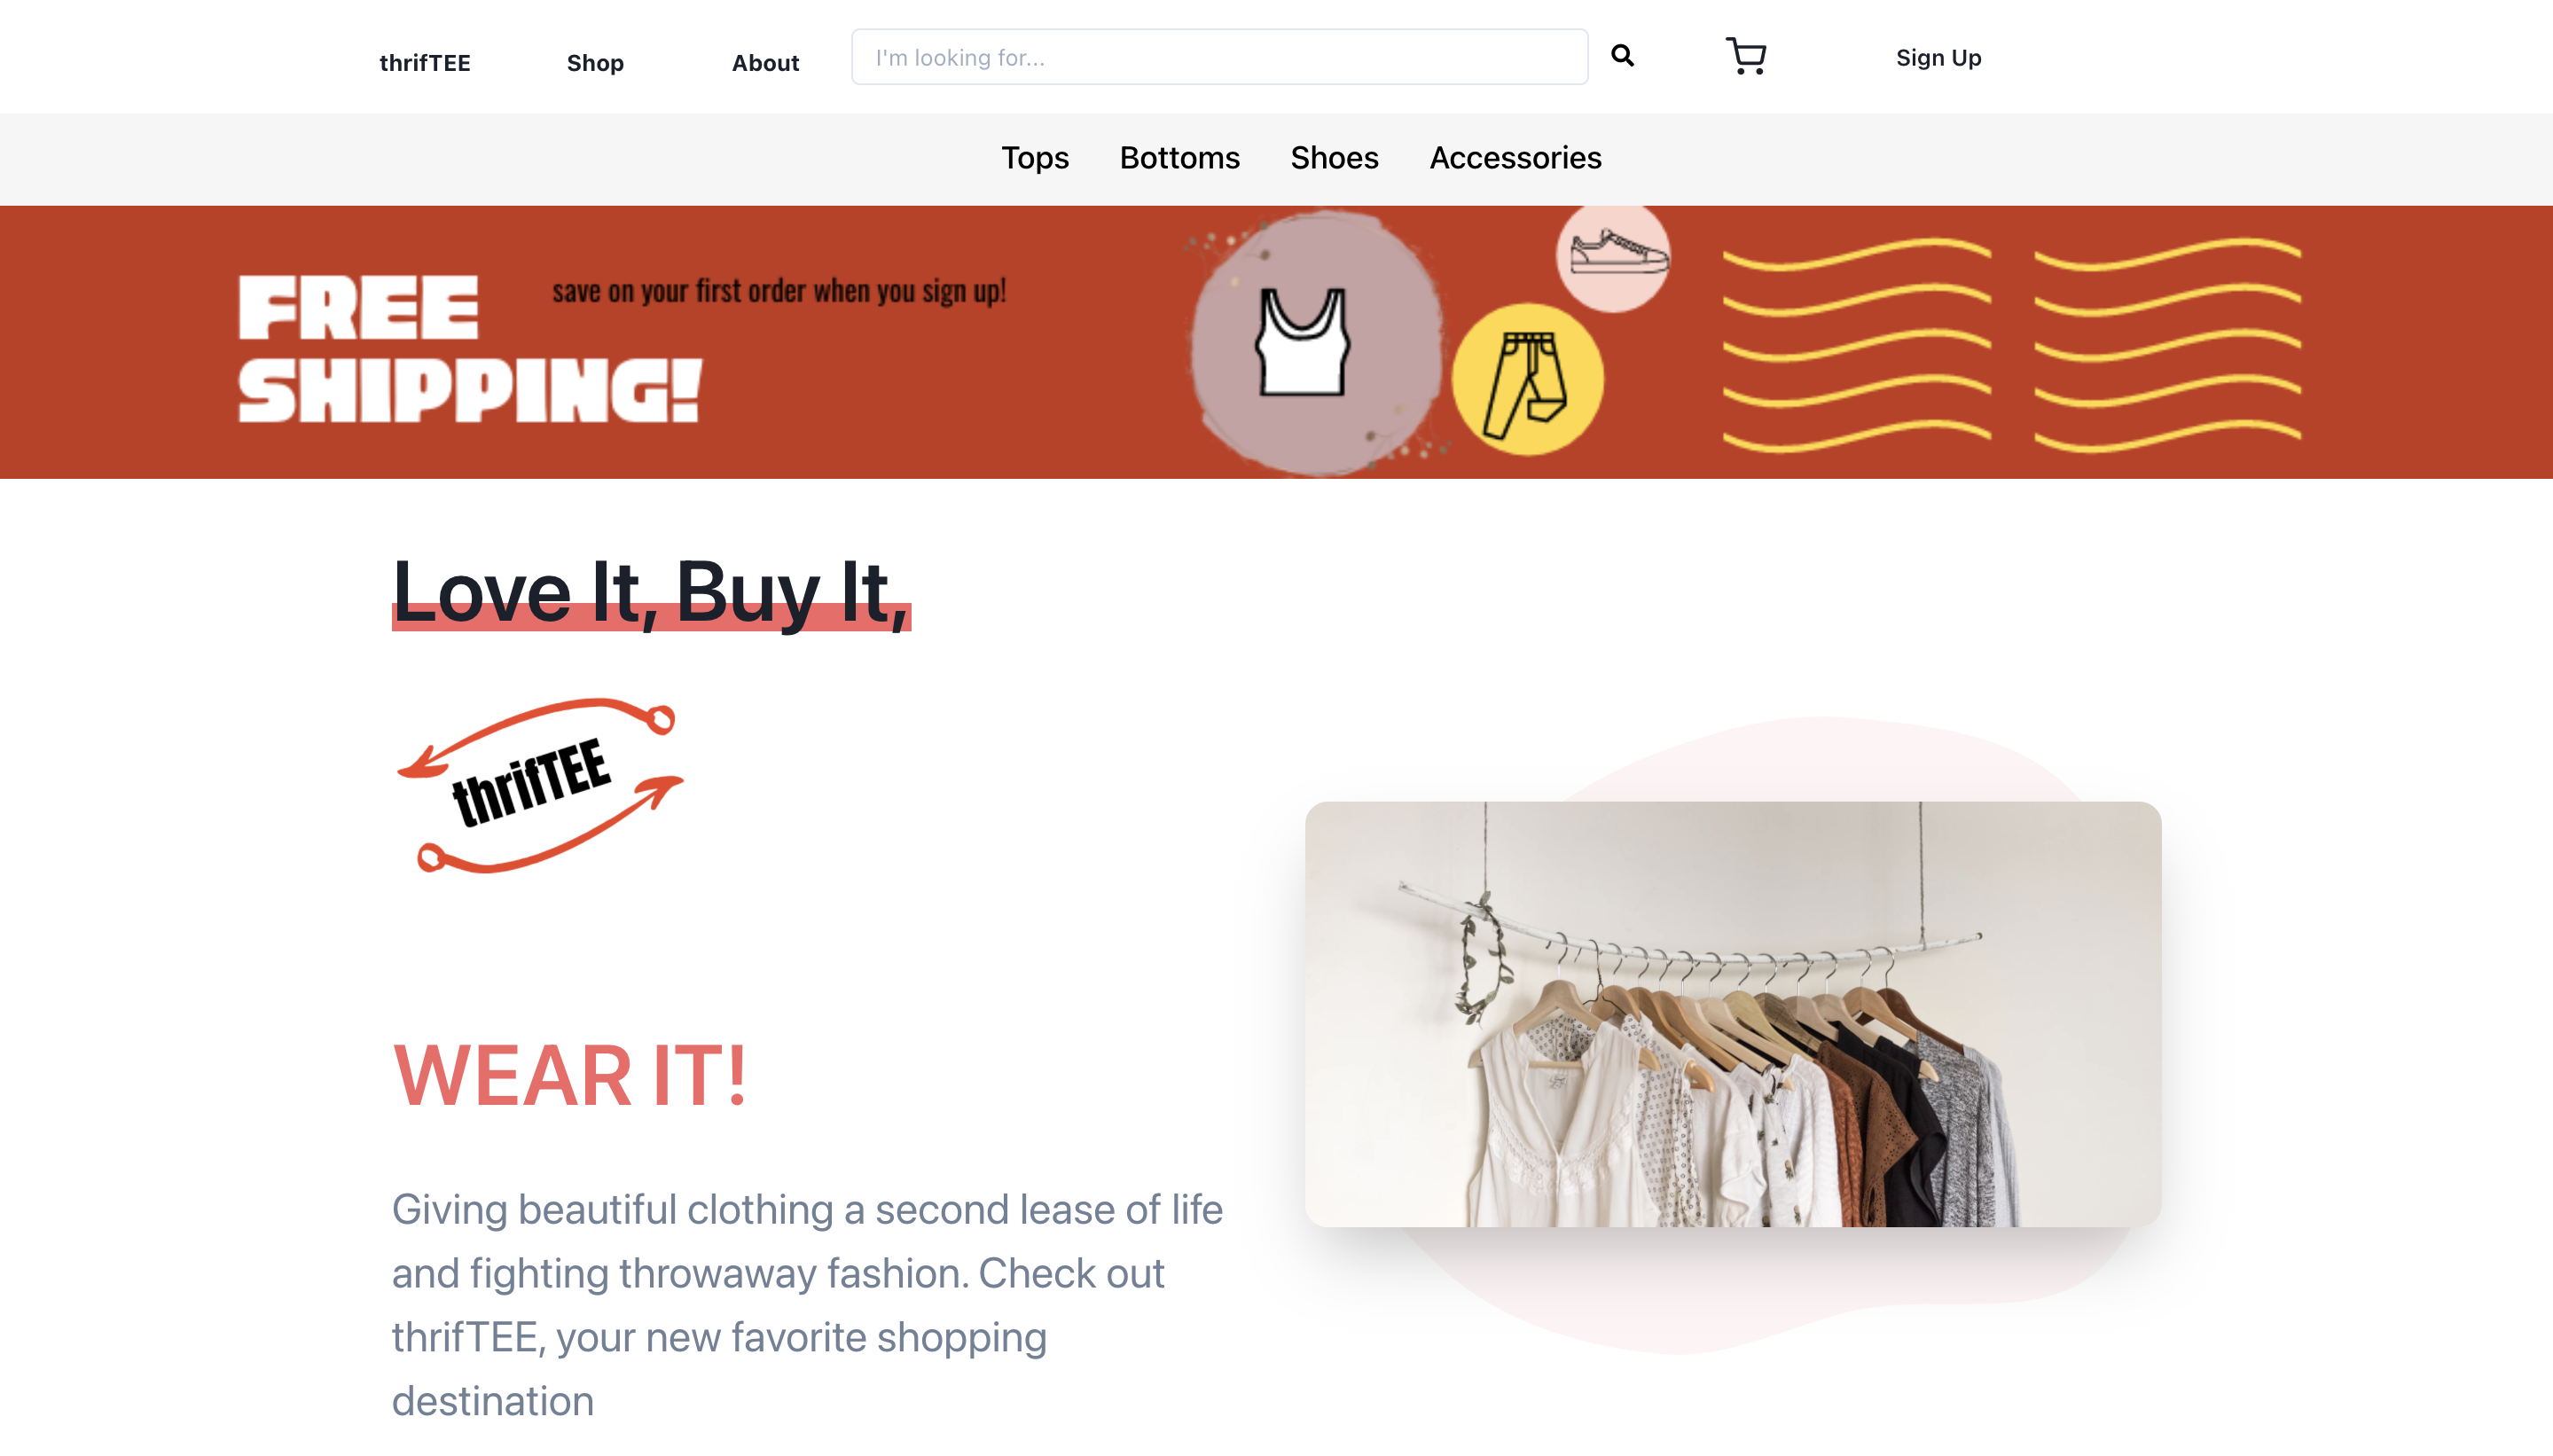 thrifTEE Shop About I'm looking for... Sign Up
Tops Bottoms Shoes Accessories
FREE
SHIPPING!
save on your first order when you sign up!
Love It, Buy It,
thrifTEE
WEAR IT!
Giving beautiful clothing a second lease of life
and fighting throwaway fashion. Check out
thrifTEE, your new favorite shopping
destination